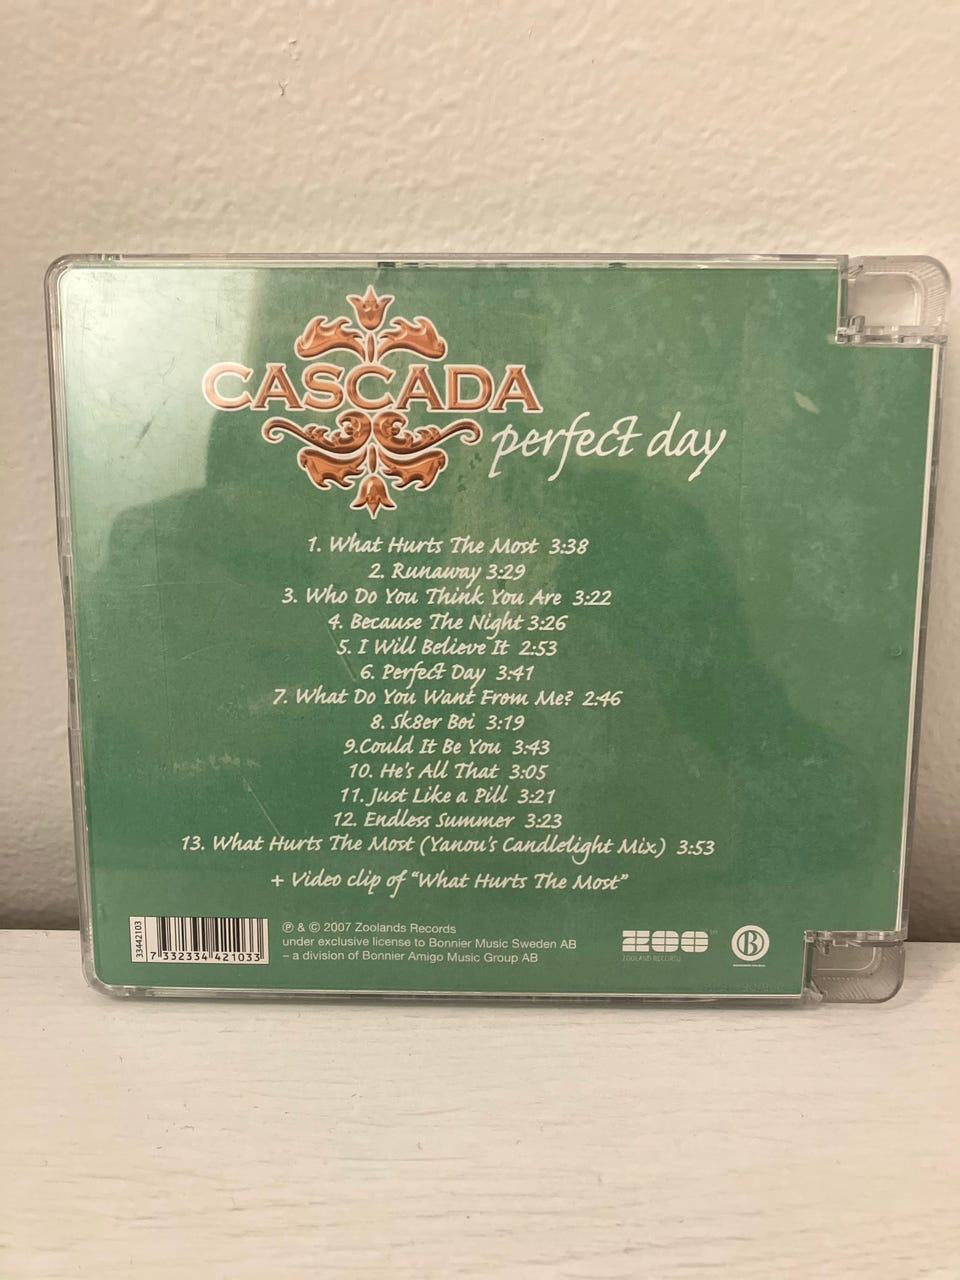 CASCADA
perfect day
1. What Hurts The Most 3:38
2. Runaway 3:29
3. Who Do You Think You Are 3:22
4. Because The Night 3:26
5. I Will Believe It 2:53
6. Perfect Day 3:41
7. What Do You Want From Me? 2:46
8. Sk8er Boi 3:19
9.Could It Be You 3:43
10. He's All That 3:05
11. Just Like a Pill 3:21
12. Endless Summer 3:23
13. What Hurts The Most (Yanou's Candlelight Mix) 3:53
+ Video clip of "What Hurts The Most"
33442103
7 332334 421033
℗ & © 2007 Zoolands Records
under exclusive license to Bonnier Music Sweden AB
– a division of Bonnier Amigo Music Group AB
ZOO
ZOOLAND RECORDS
B